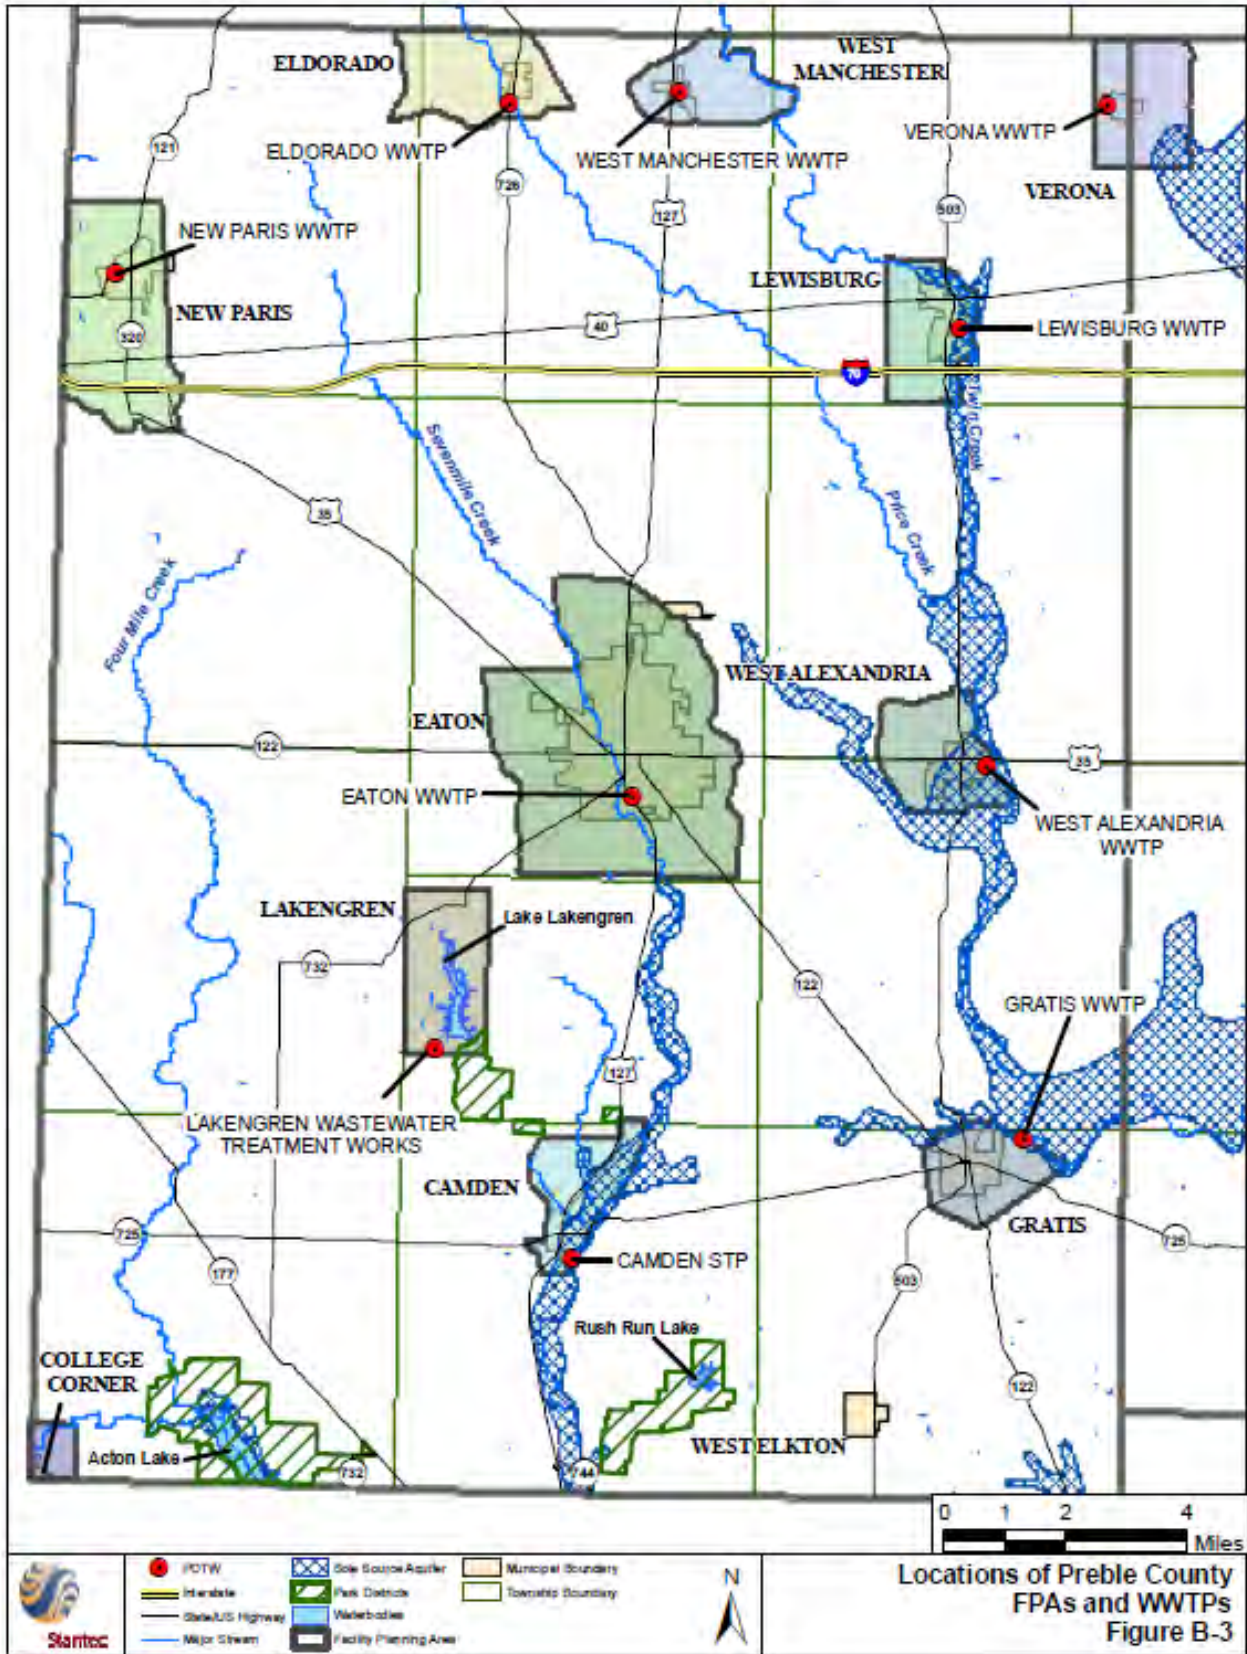 ELDORADO
WEST
MANCHESTER
121
ELDORADO WWTP
WEST MANCHESTER WWTP
VERONA WWTP
726
127
503
VERONA
NEW PARIS WWTP
LEWISBURG
NEW PARIS
320
40
LEWISBURG WWTP
70
Twin Creek
Sevenmile Creek
35
Price Creek
Four Mile Creek
WEST ALEXANDRIA
EATON
122
35
EATON WWTP
WEST ALEXANDRIA
WWTP
LAKENGREN
Lake Lakengren
732
122
GRATIS WWTP
127
LAKENGREN WASTEWATER
TREATMENT WORKS
CAMDEN
GRATIS
725
725
177
CAMDEN STP
503
Rush Run Lake
COLLEGE
CORNER
122
WEST ELKTON
Acton Lake
732
744
0 1 2 4
Miles
Stantec
POTW
Interstate
State/US Highway
Major Stream
Sole Source Aquifer
Park Districts
Waterbodies
Facility Planning Area
Municipal Boundary
Township Boundary
N
Locations of Preble County
FPAs and WWTPs
Figure B-3